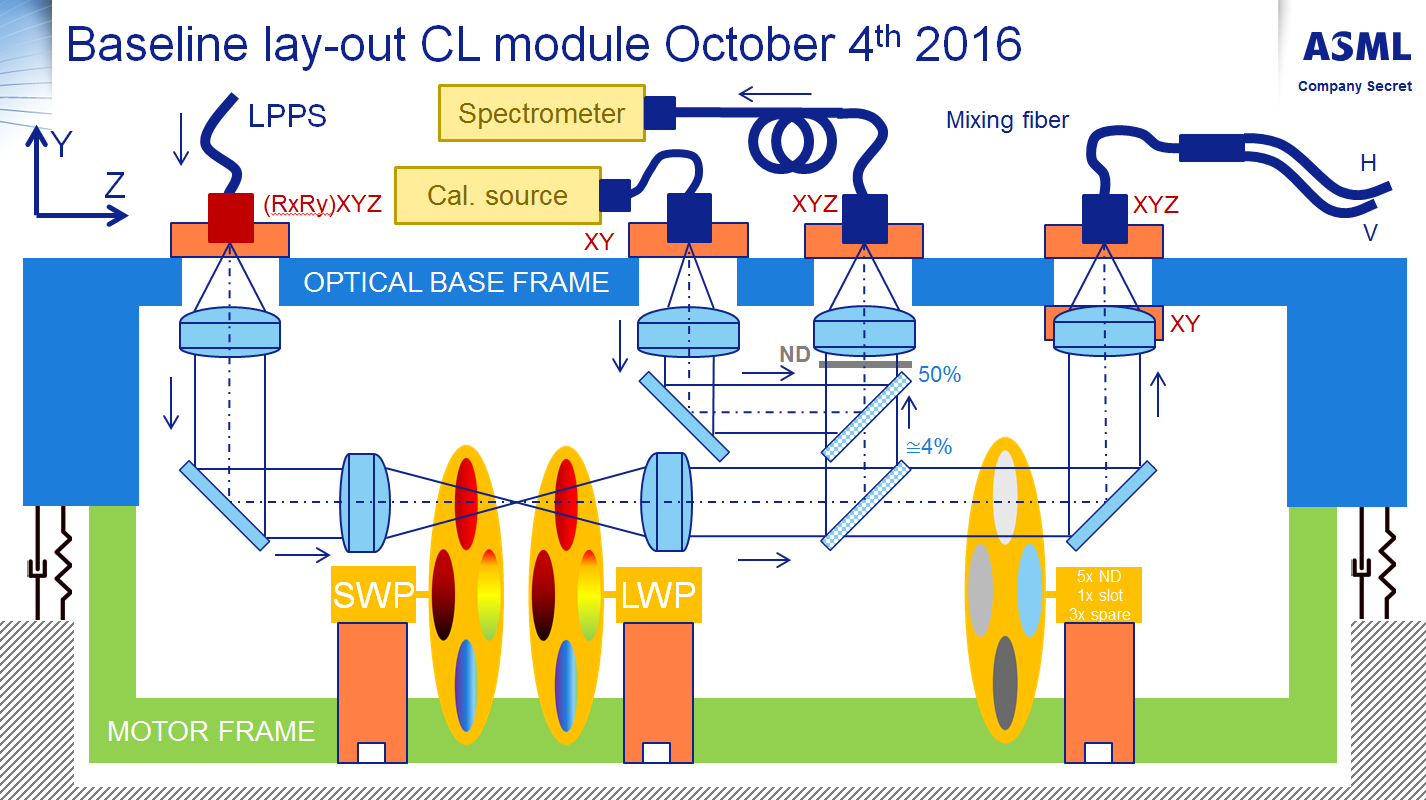 Baseline lay-out CL module October 4th 2016
ASML
Company Secret
LPPS
Spectrometer
Mixing fiber
Y
Z
Cal. source
H
V
(RxRy)XYZ
XY
XYZ
XYZ
OPTICAL BASE FRAME
XY
ND
50%
≅4%
SWP
LWP
5x ND
1x slot
3x spare
MOTOR FRAME